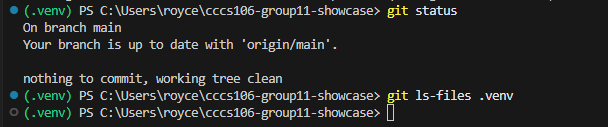 (.venv) PS C:\Users\royce\cccs106-group11-showcase> git status
On branch main
Your branch is up to date with 'origin/main'.
nothing to commit, working tree clean
(.venv) PS C:\Users\royce\cccs106-group11-showcase> git ls-files .venv
(.venv) PS C:\Users\royce\cccs106-group11-showcase>